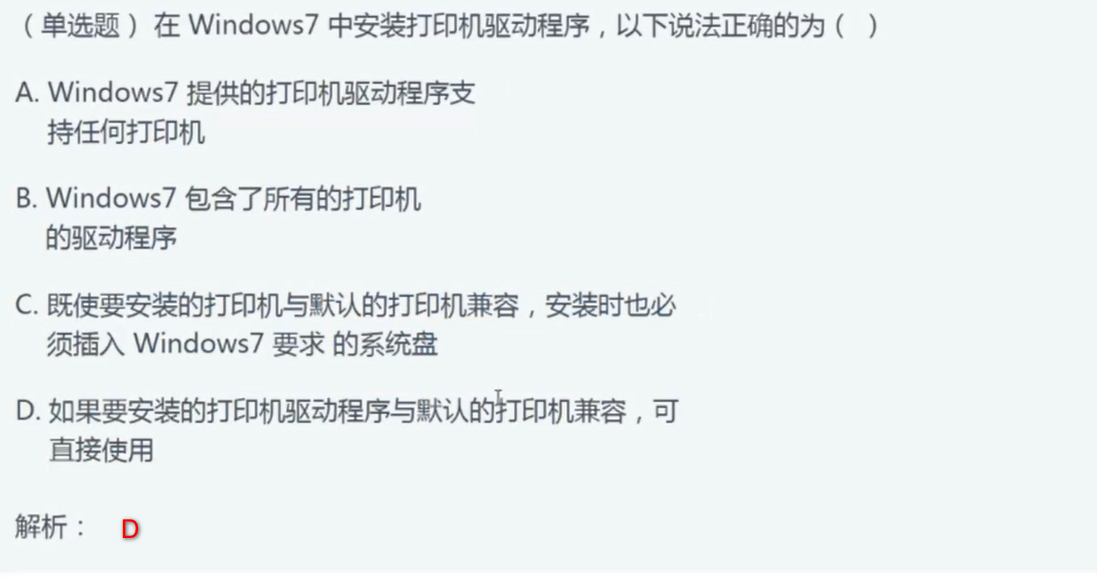 （单选题）在 Windows7 中安装打印机驱动程序，以下说法正确的为（ ）
A. Windows7 提供的打印机驱动程序支
持任何打印机
B. Windows7 包含了所有的打印机
的驱动程序
C. 既使要安装的打印机与默认的打印机兼容，安装时也必
须插入 Windows7 要求 的系统盘
D. 如果要安装的打印机驱动程序与默认的打印机兼容，可
直接使用
解析： D